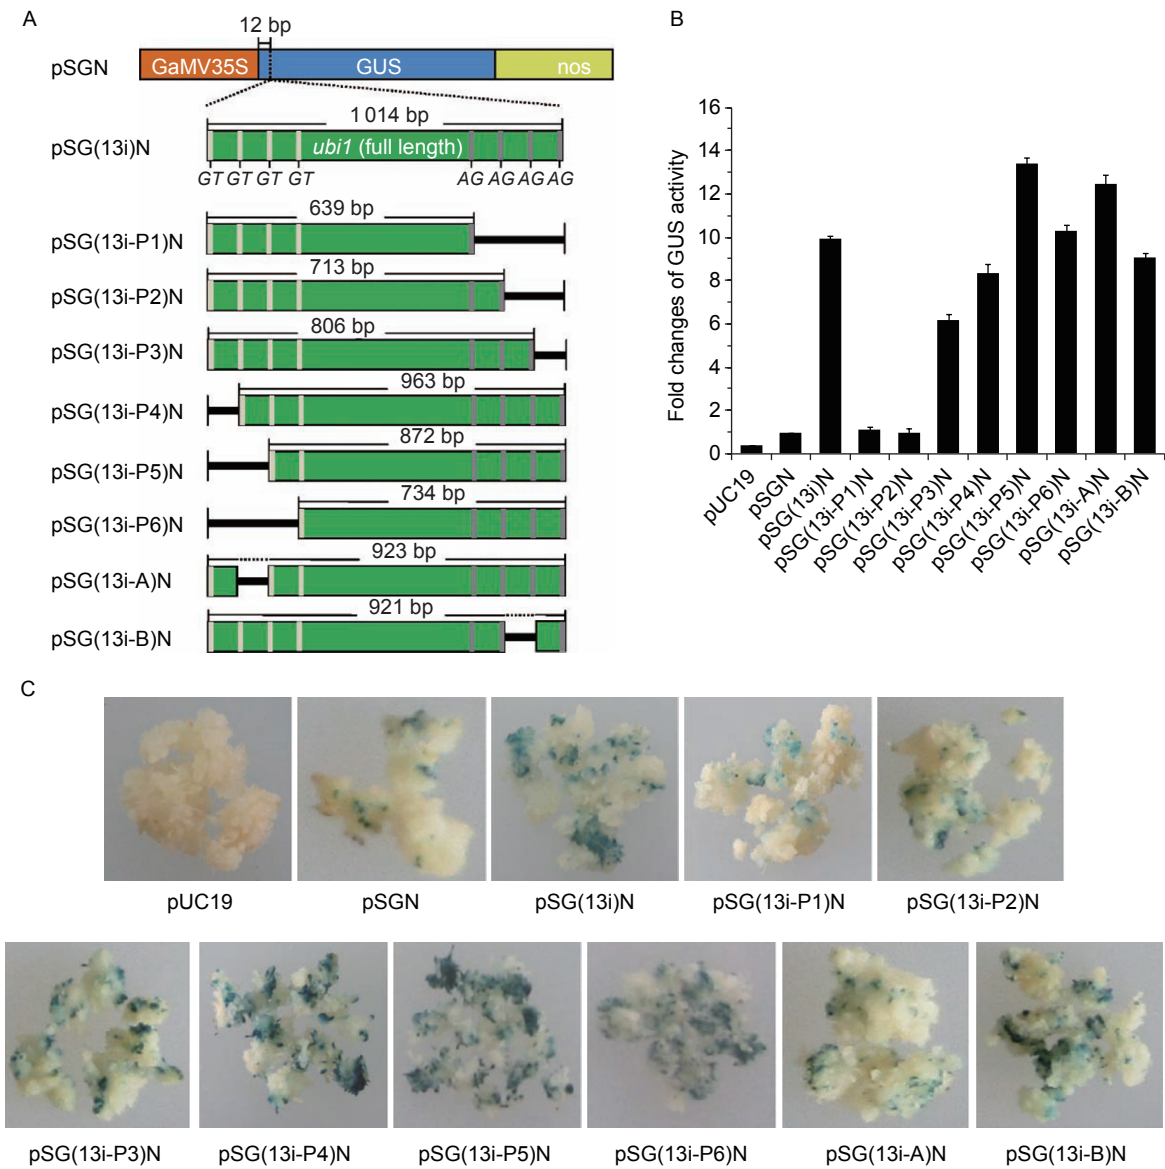 A
12 bp
pSGN
GaMV35S
GUS
nos
1 014 bp
pSG(13i)N
ubi1 (full length)
GT GT GT GT AG AG AG AG
639 bp
pSG(13i-P1)N
713 bp
pSG(13i-P2)N
806 bp
pSG(13i-P3)N
963 bp
pSG(13i-P4)N
872 bp
pSG(13i-P5)N
734 bp
pSG(13i-P6)N
923 bp
pSG(13i-A)N
921 bp
pSG(13i-B)N
B
Fold changes of GUS activity
16
14
12
10
8
6
4
2
0
pUC19
pSGN
pSG(13i)N
pSG(13i-P1)N
pSG(13i-P2)N
pSG(13i-P3)N
pSG(13i-P4)N
pSG(13i-P5)N
pSG(13i-P6)N
pSG(13i-A)N
pSG(13i-B)N
C
pUC19 pSGN pSG(13i)N pSG(13i-P1)N pSG(13i-P2)N
pSG(13i-P3)N pSG(13i-P4)N pSG(13i-P5)N pSG(13i-P6)N pSG(13i-A)N pSG(13i-B)N